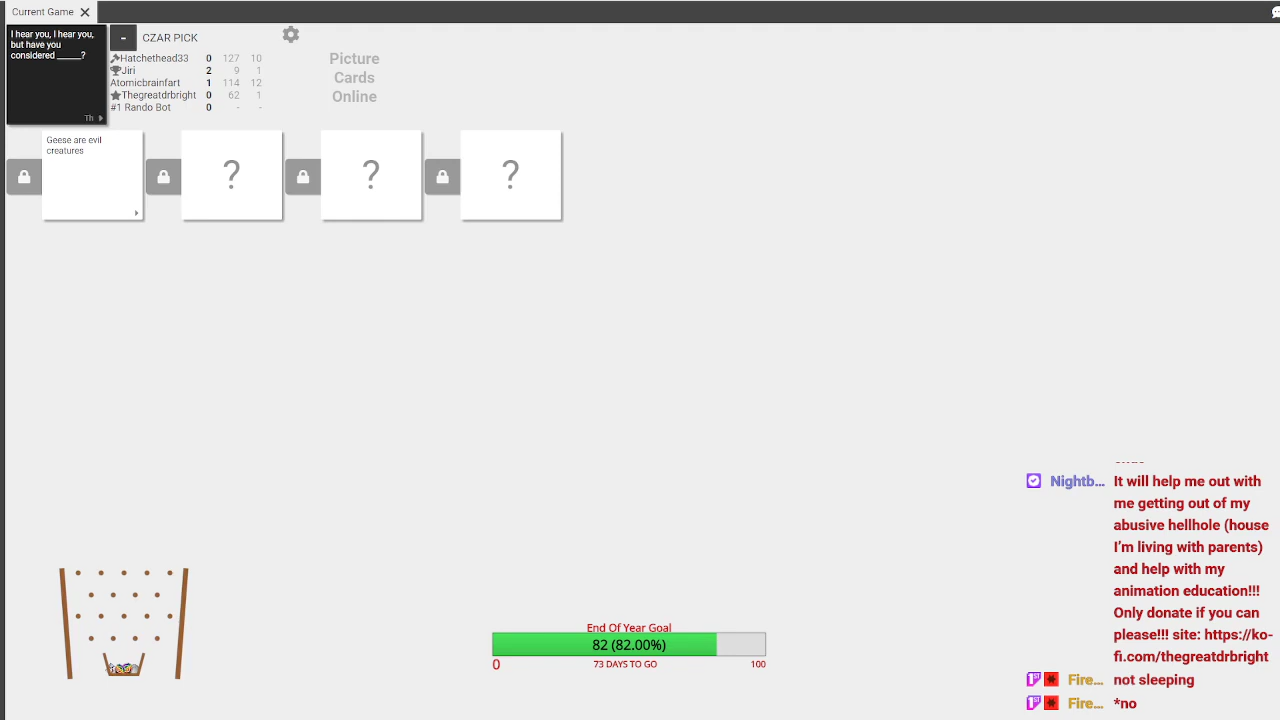 Current Game
I hear you, I hear you,
but have you
considered _____?
Th
-
CZAR PICK
Hatchethead33 0 127 10
Jiri 2 9 1
Atomicbrainfart 1 114 12
Thegreatdrbright 0 62 1
#1 Rando Bot 0 - -
Picture
Cards
Online
Geese are evil
creatures
?
?
?
Nightb... It will help me out with
me getting out of my
abusive hellhole (house
I'm living with parents)
and help with my
animation education!!!
Only donate if you can
please!!! site: https://ko-
fi.com/thegreatdrbright
Fire... not sleeping
Fire... *no
End Of Year Goal
82 (82.00%)
0 73 DAYS TO GO 100